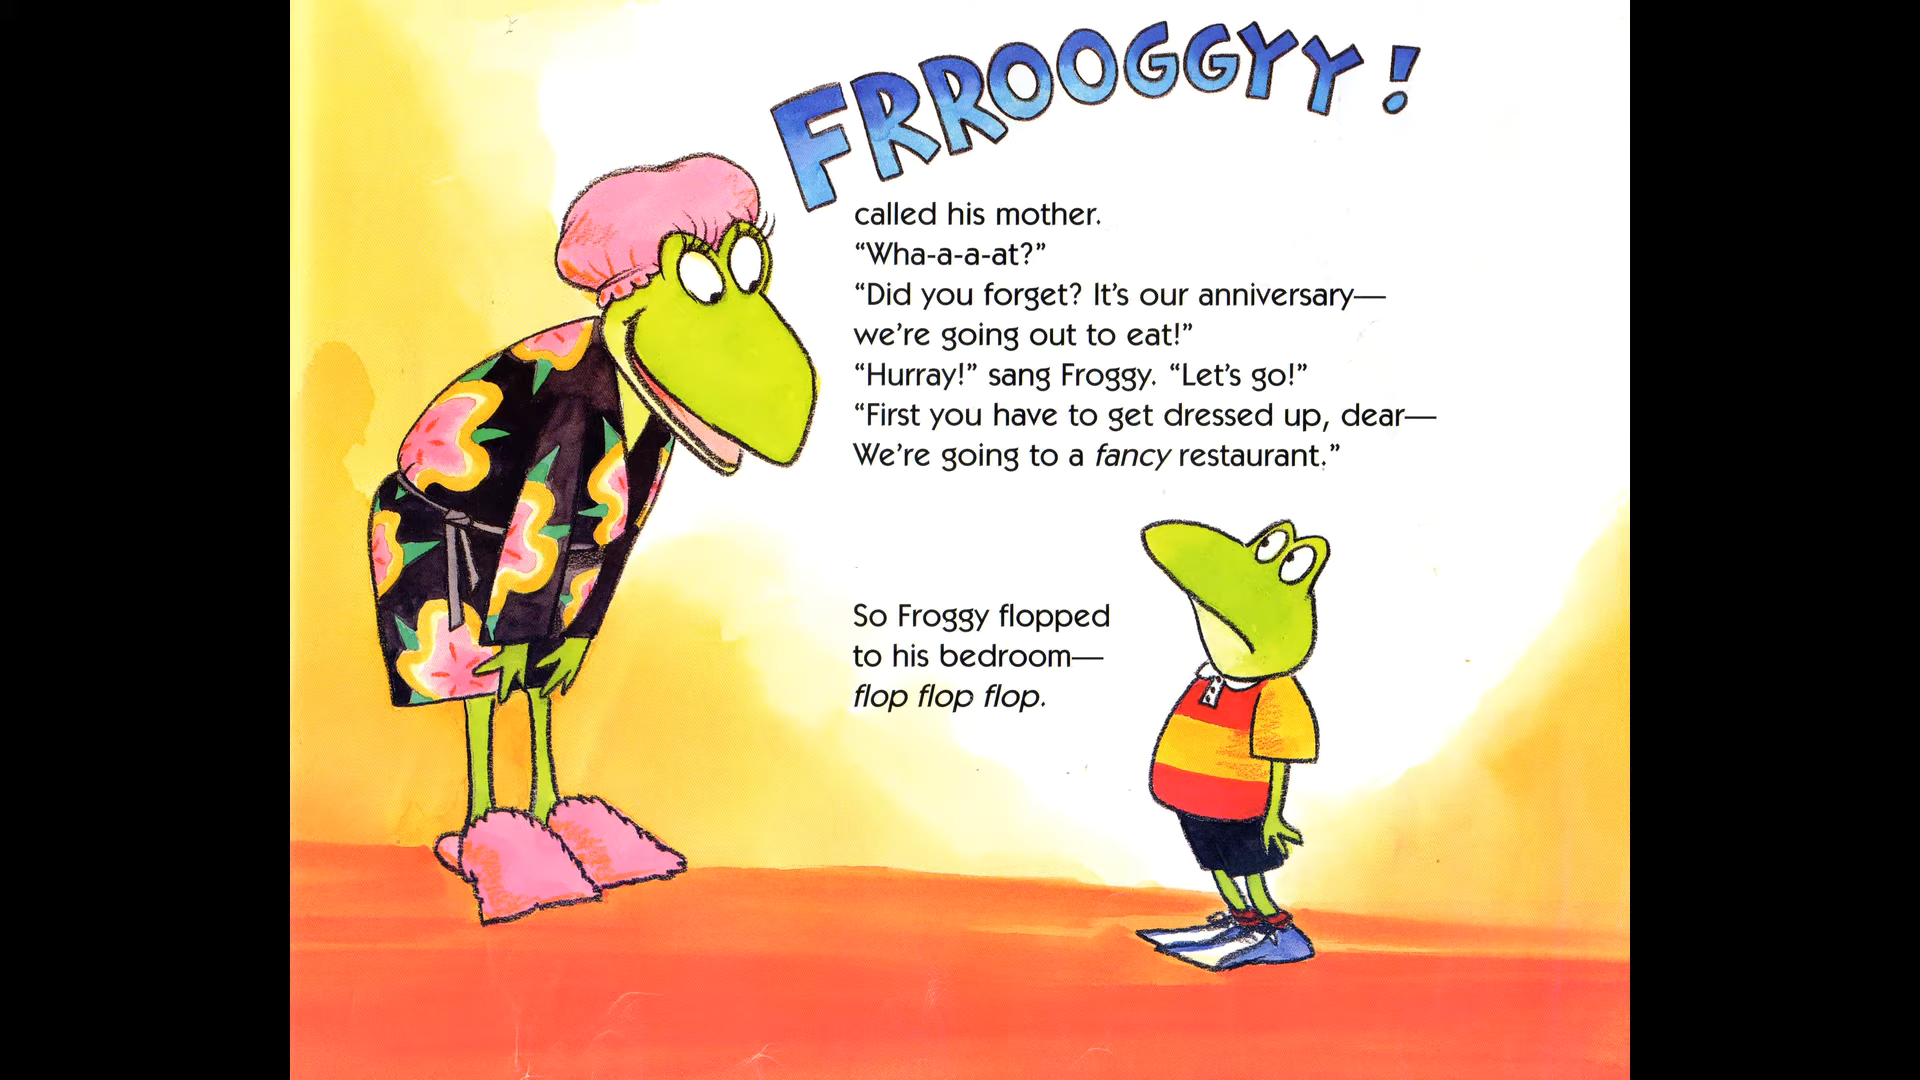 FRROOGGYY!
called his mother.
“Wha-a-a-at?”
“Did you forget? It’s our anniversary—
we’re going out to eat!”
“Hurray!” sang Froggy. “Let’s go!”
“First you have to get dressed up, dear—
We’re going to a fancy restaurant.”
So Froggy flopped
to his bedroom—
flop flop flop.